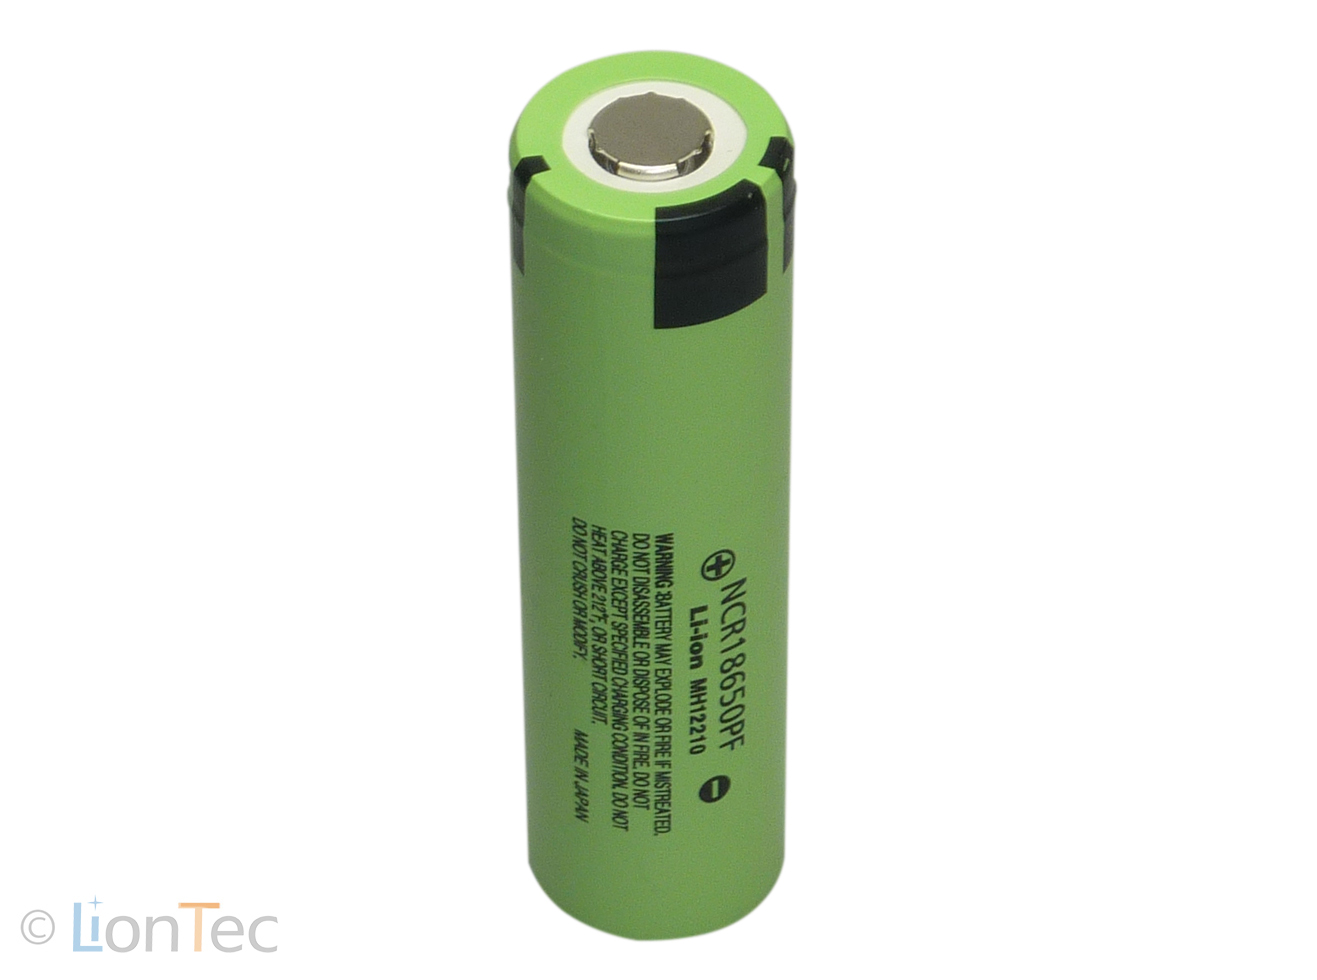 NCR18650PF
Li-ion MH12210
WARNING: BATTERY MAY EXPLODE OR FIRE IF MISTREATED.
DO NOT DISASSEMBLE OR DISPOSE OF IN FIRE. DO NOT
CHARGE EXCEPT SPECIFIED CHARGING CONDITION. DO NOT
HEAT ABOVE 212°F, OR SHORT CIRCUIT.
DO NOT CRUSH OR MODIFY. MADE IN JAPAN
© LionTec